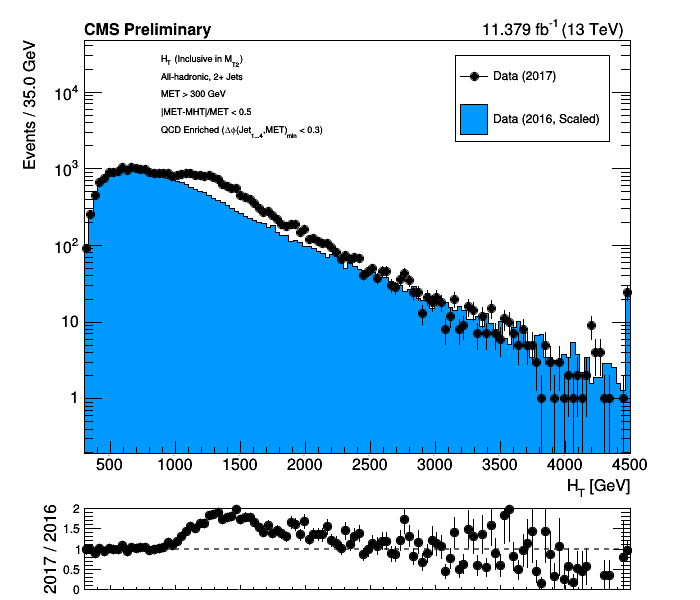 CMS Preliminary 11.379 fb⁻¹ (13 TeV)
Events / 35.0 GeV
H_T (Inclusive in M_T2)
All-hadronic, 2+ Jets
MET > 300 GeV
|MET-MHT|/MET < 0.5
QCD Enriched (Δϕ(Jet_1...4,MET)_min < 0.3)
Data (2017)
Data (2016, Scaled)
10⁴
10³
10²
10
1
500 1000 1500 2000 2500 3000 3500 4000 4500
H_T [GeV]
2017 / 2016
2
1.5
1
0.5
0